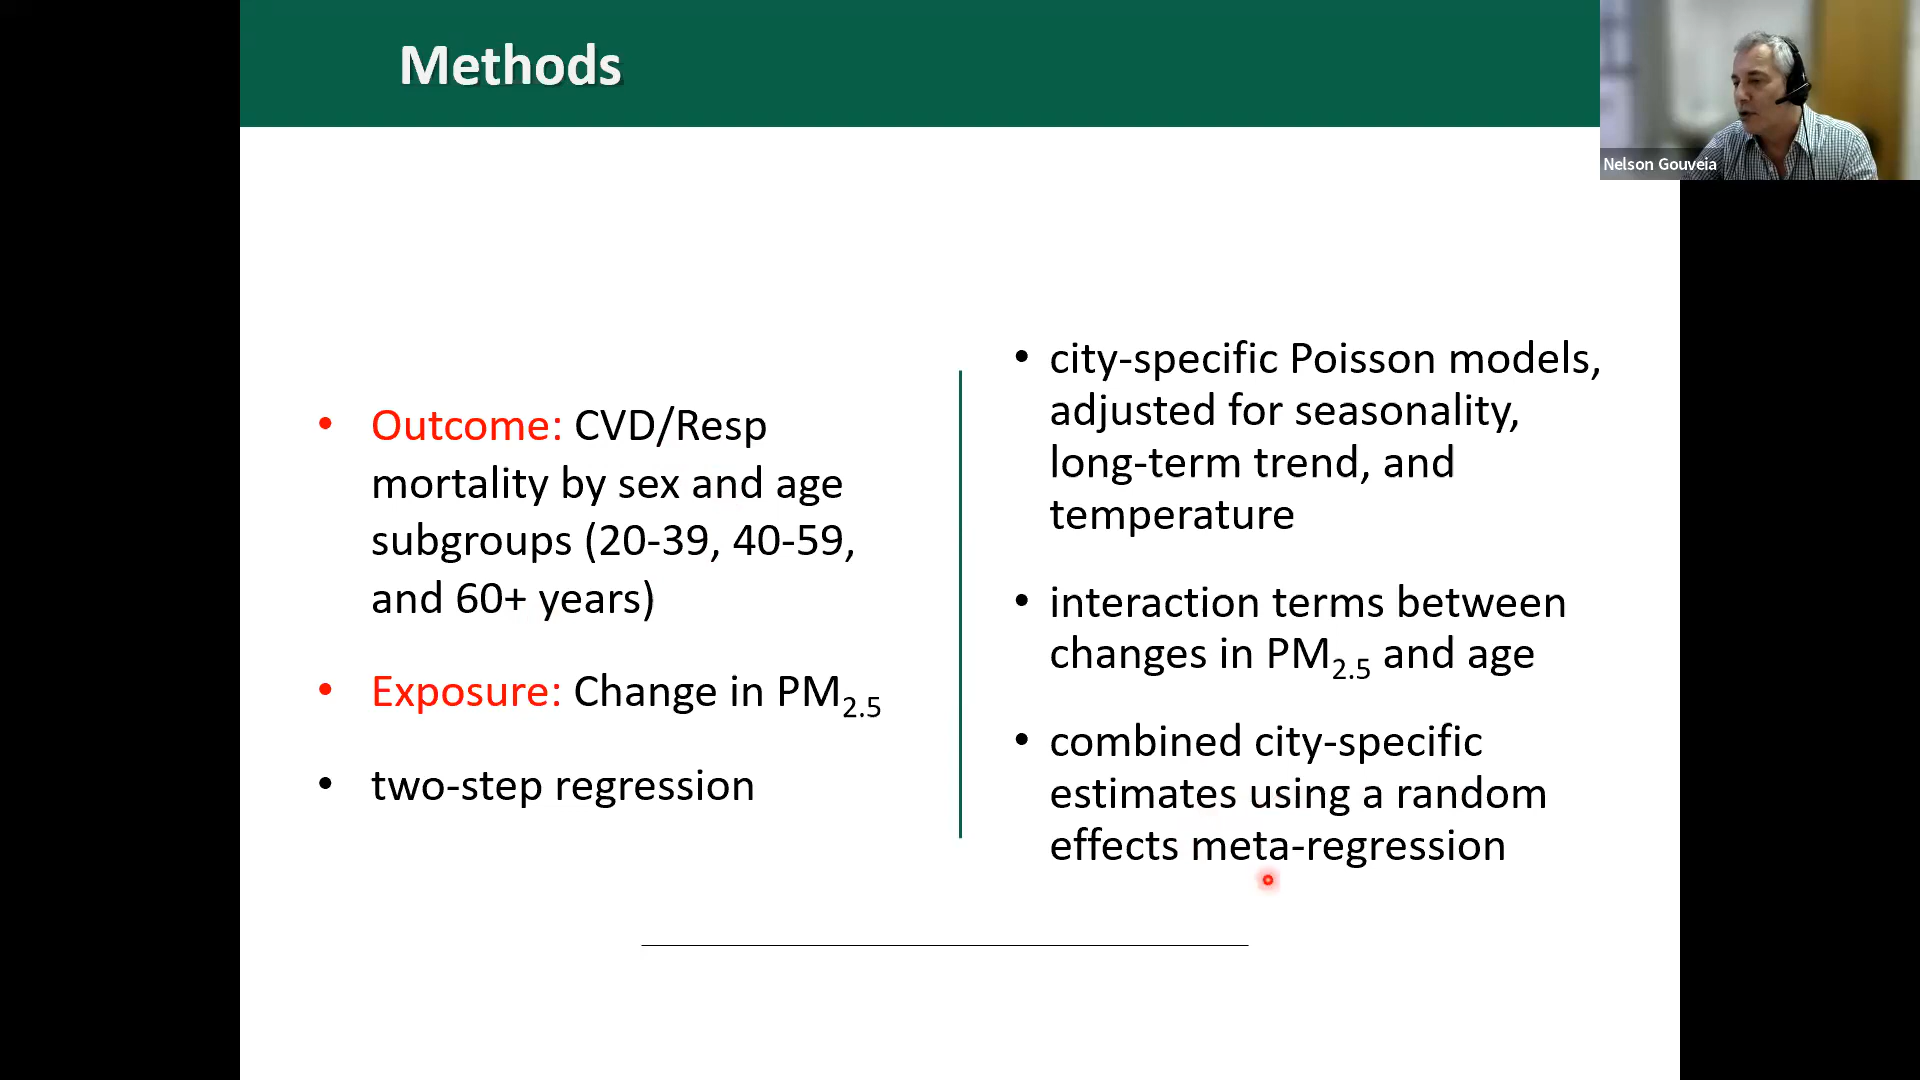 Methods
Nelson Gouveia
• Outcome: CVD/Resp
mortality by sex and age
subgroups (20-39, 40-59,
and 60+ years)
• Exposure: Change in PM2.5
• two-step regression
• city-specific Poisson models,
adjusted for seasonality,
long-term trend, and
temperature
• interaction terms between
changes in PM2.5 and age
• combined city-specific
estimates using a random
effects meta-regression